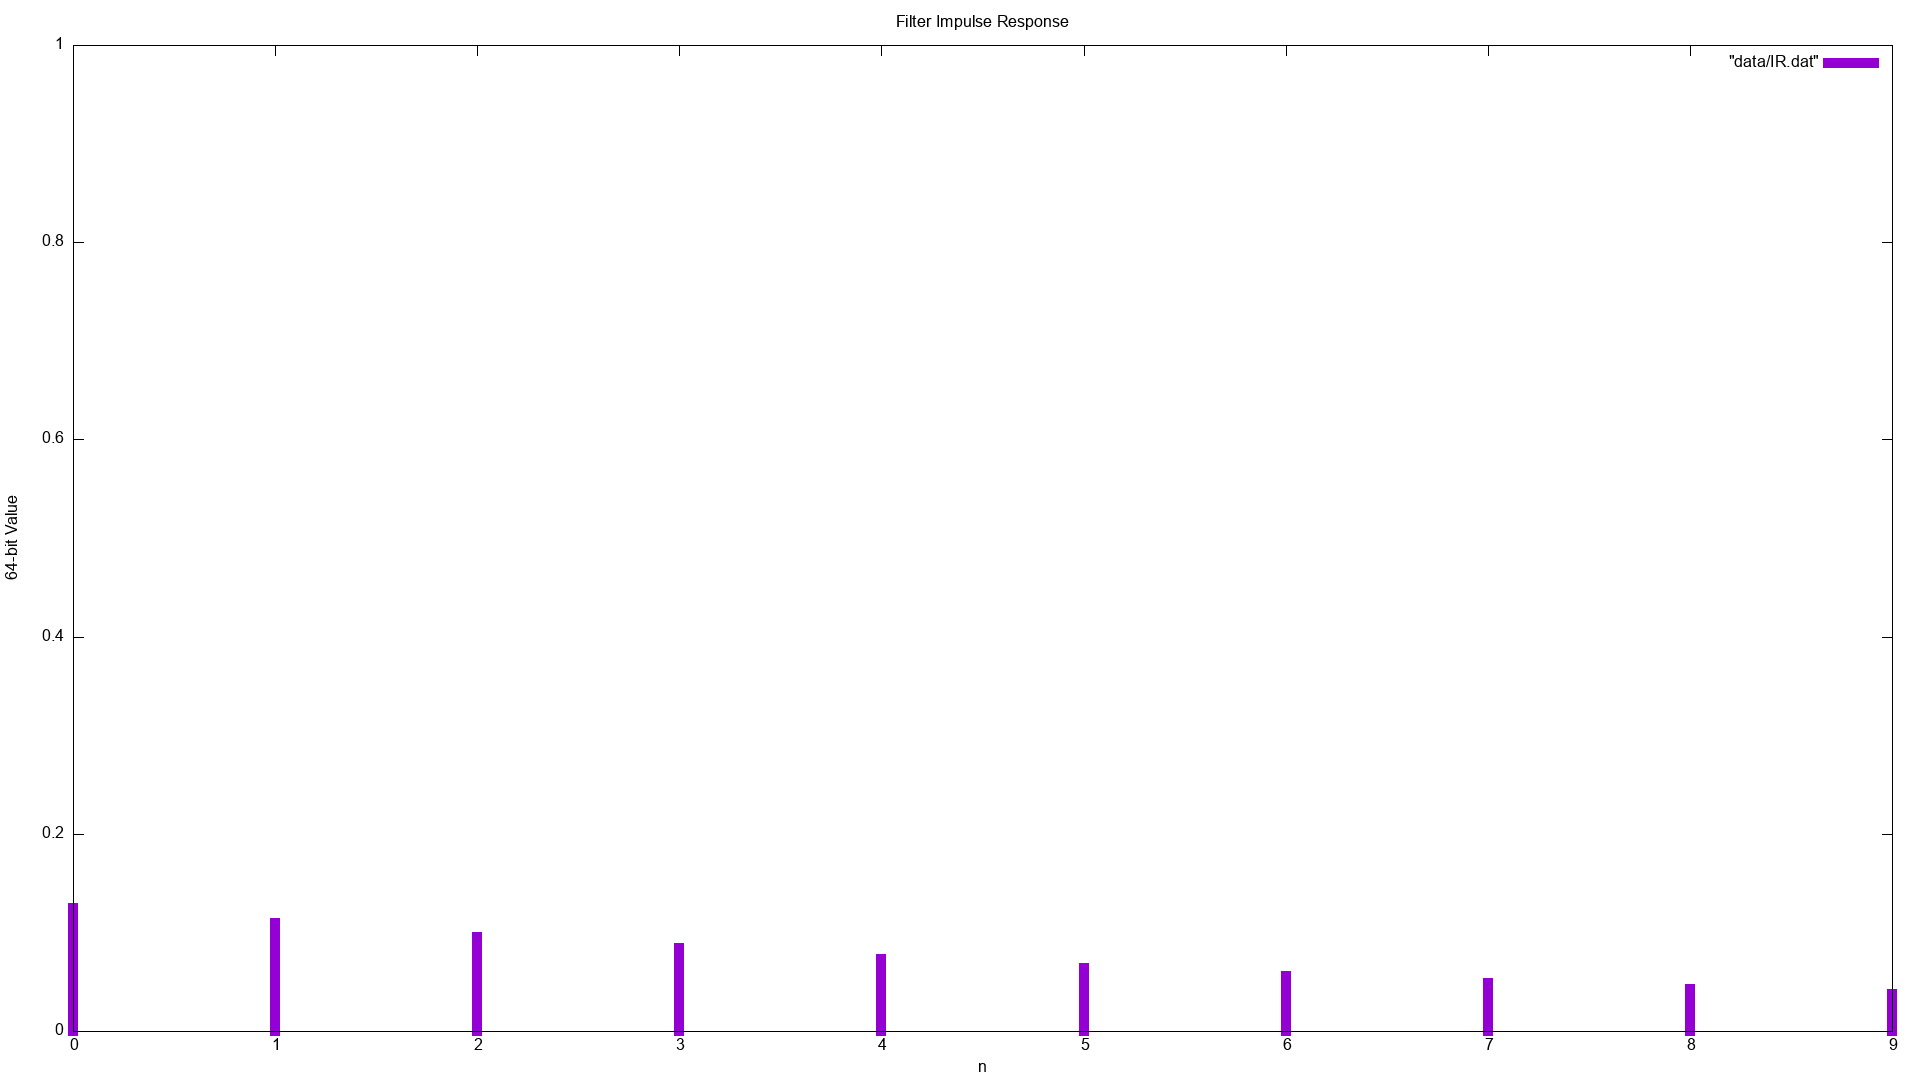 Filter Impulse Response
"data/IR.dat"
1
0.8
0.6
0.4
0.2
0
64-bit Value
0 1 2 3 4 5 6 7 8 9
n